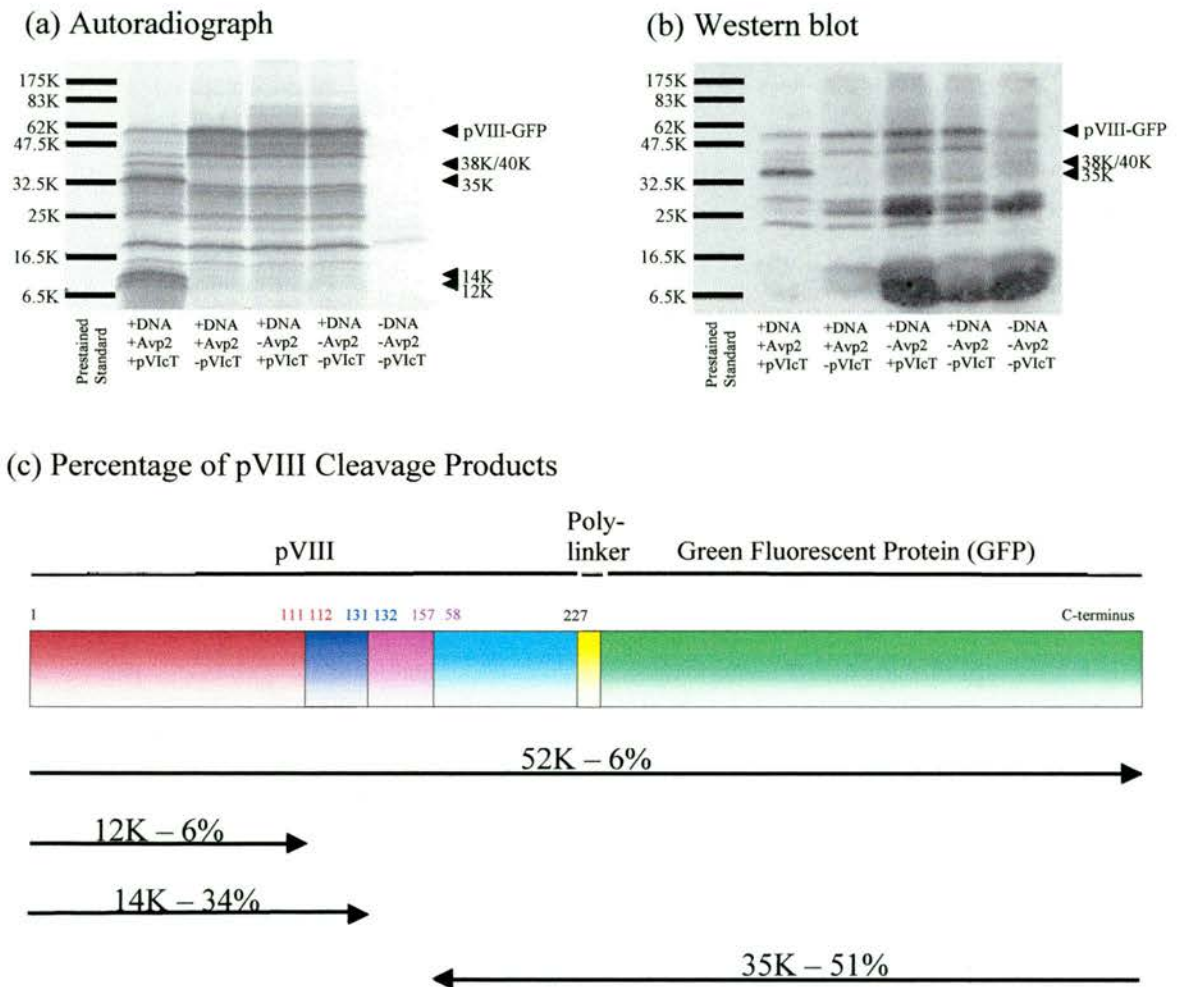 (a) Autoradiograph
175K
83K
62K
47.5K
32.5K
25K
16.5K
6.5K
pVIII-GFP
38K/40K
35K
14K
12K
Prestained
Standard
+DNA +DNA +DNA +DNA -DNA
+Avp2 +Avp2 -Avp2 -Avp2 -Avp2
+pVIcT -pVIcT +pVIcT -pVIcT -pVIcT
(b) Western blot
175K
83K
62K
47.5K
32.5K
25K
16.5K
6.5K
pVIII-GFP
38K/40K
35K
Prestained
Standard
+DNA +DNA +DNA +DNA -DNA
+Avp2 +Avp2 -Avp2 -Avp2 -Avp2
+pVIcT -pVIcT +pVIcT -pVIcT -pVIcT
(c) Percentage of pVIII Cleavage Products
pVIII
Poly-
linker
Green Fluorescent Protein (GFP)
1 111 112 131 132 157 58 227 C-terminus
52K – 6%
12K – 6%
14K – 34%
35K – 51%